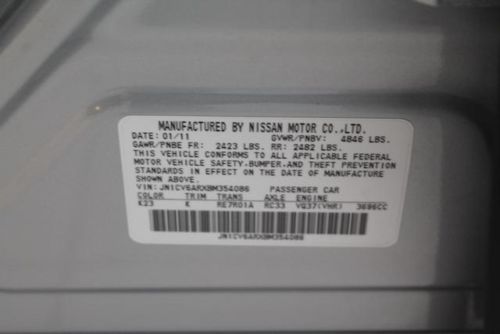 MANUFACTURED BY NISSAN MOTOR CO.,LTD.
DATE: 01/11 GVWR/PNBV: 4846 LBS.
GAWR/PNBE FR: 2423 LBS. RR: 2482 LBS.
THIS VEHICLE CONFORMS TO ALL APPLICABLE FEDERAL
MOTOR VEHICLE SAFETY,BUMPER,AND THEFT PREVENTION
STANDARDS IN EFFECT ON THE DATE OF MANUFACTURE
SHOWN ABOVE.
VIN: JN1CV6ARXBM354086 PASSENGER CAR
COLOR TRIM TRANS AXLE ENGINE
K23 K RE7R01A RC33 VQ37(VHR) 3696CC
JN1CV6ARXBM354086